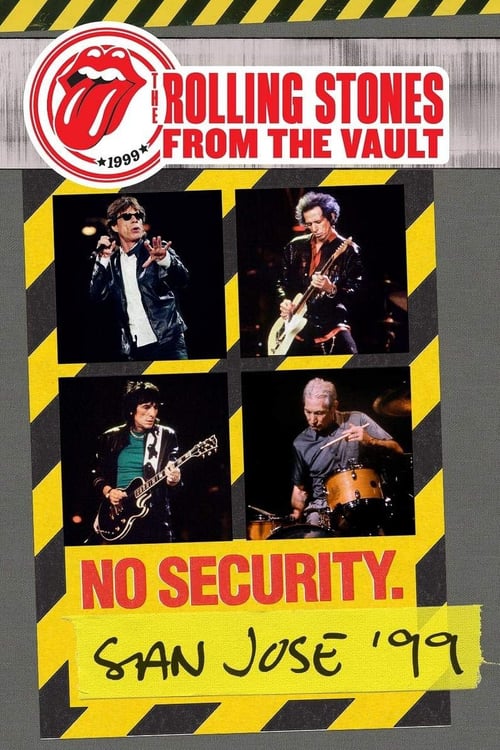 THE ROLLING STONES
FROM THE VAULT
★1999★
NO SECURITY.
SAN JOSE '99